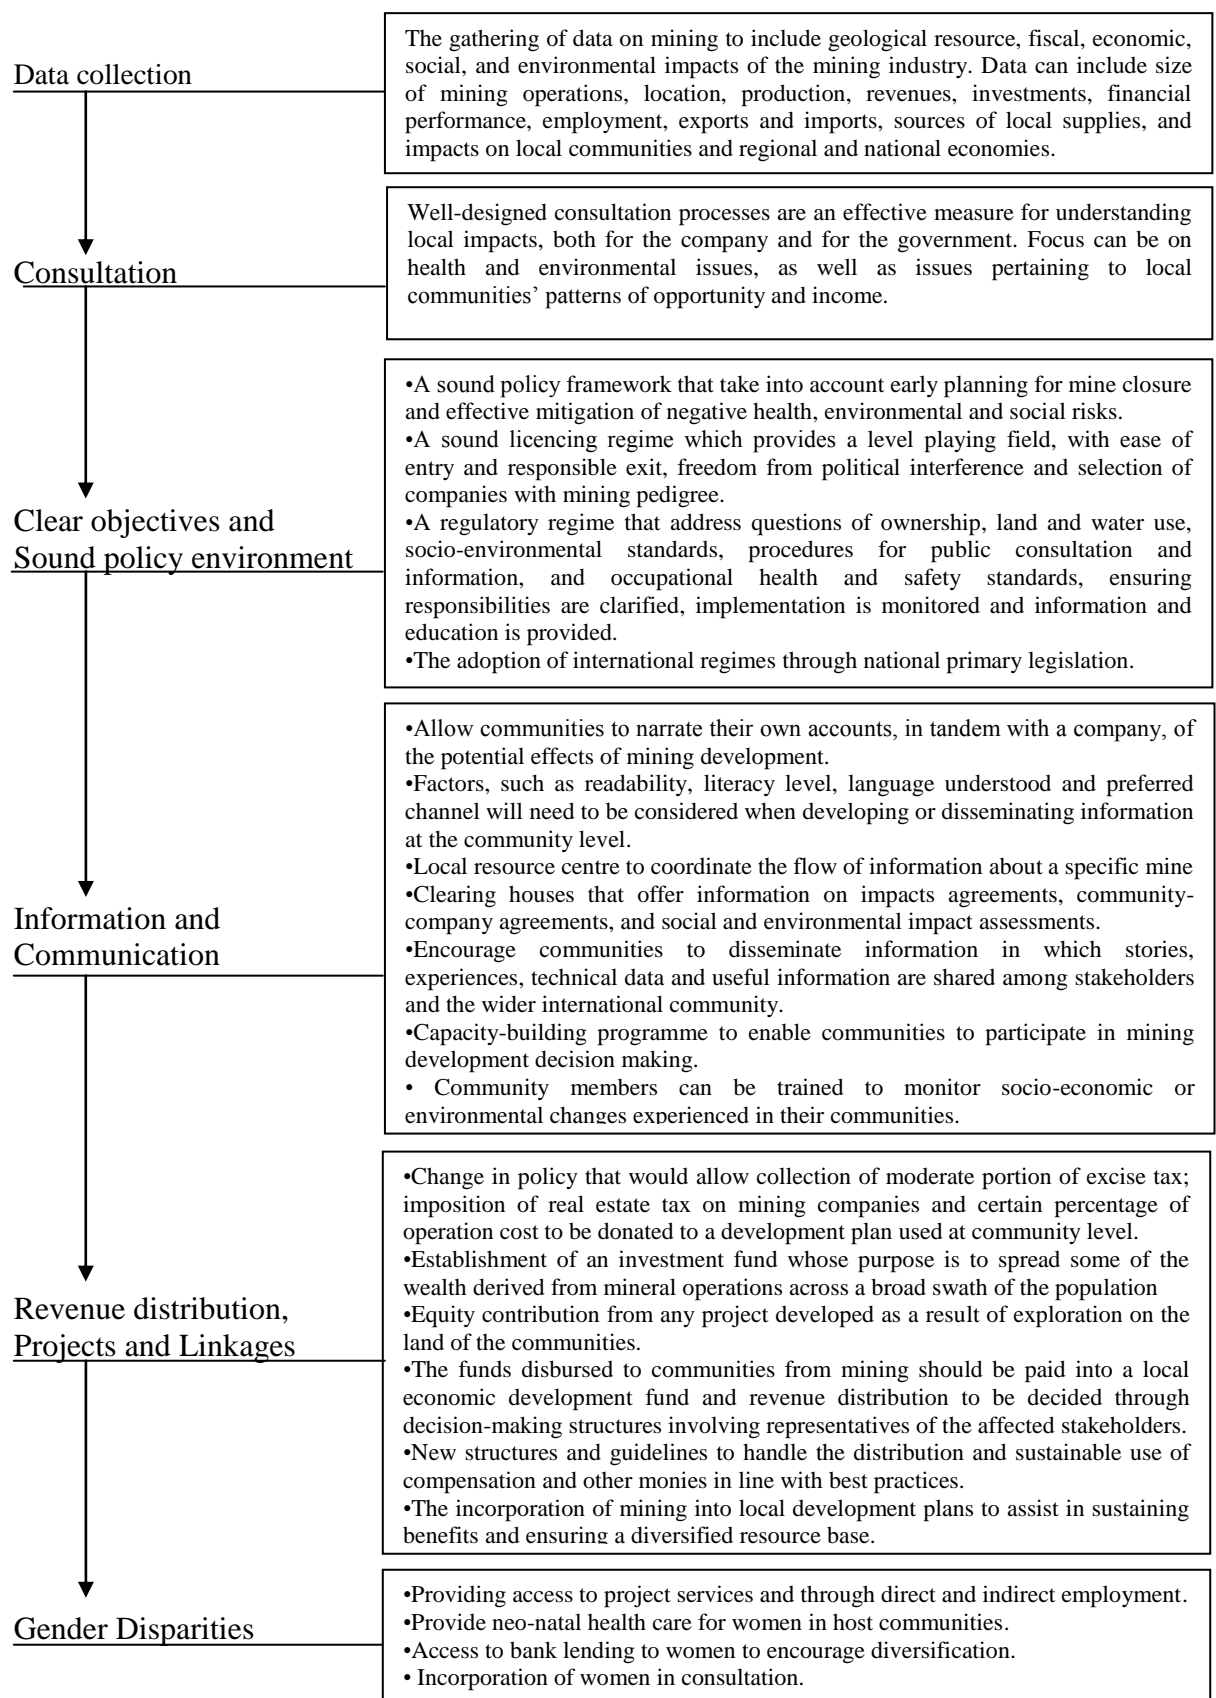 Data collection
The gathering of data on mining to include geological resource, fiscal, economic,
social, and environmental impacts of the mining industry. Data can include size
of mining operations, location, production, revenues, investments, financial
performance, employment, exports and imports, sources of local supplies, and
impacts on local communities and regional and national economies.
Consultation
Well-designed consultation processes are an effective measure for understanding
local impacts, both for the company and for the government. Focus can be on
health and environmental issues, as well as issues pertaining to local
communities’ patterns of opportunity and income.
Clear objectives and
Sound policy environment
•A sound policy framework that take into account early planning for mine closure
and effective mitigation of negative health, environmental and social risks.
•A sound licencing regime which provides a level playing field, with ease of
entry and responsible exit, freedom from political interference and selection of
companies with mining pedigree.
•A regulatory regime that address questions of ownership, land and water use,
socio-environmental standards, procedures for public consultation and
information, and occupational health and safety standards, ensuring
responsibilities are clarified, implementation is monitored and information and
education is provided.
•The adoption of international regimes through national primary legislation.
Information and
Communication
•Allow communities to narrate their own accounts, in tandem with a company, of
the potential effects of mining development.
•Factors, such as readability, literacy level, language understood and preferred
channel will need to be considered when developing or disseminating information
at the community level.
•Local resource centre to coordinate the flow of information about a specific mine
•Clearing houses that offer information on impacts agreements, community-
company agreements, and social and environmental impact assessments.
•Encourage communities to disseminate information in which stories,
experiences, technical data and useful information are shared among stakeholders
and the wider international community.
•Capacity-building programme to enable communities to participate in mining
development decision making.
• Community members can be trained to monitor socio-economic or
environmental changes experienced in their communities.
Revenue distribution,
Projects and Linkages
•Change in policy that would allow collection of moderate portion of excise tax;
imposition of real estate tax on mining companies and certain percentage of
operation cost to be donated to a development plan used at community level.
•Establishment of an investment fund whose purpose is to spread some of the
wealth derived from mineral operations across a broad swath of the population
•Equity contribution from any project developed as a result of exploration on the
land of the communities.
•The funds disbursed to communities from mining should be paid into a local
economic development fund and revenue distribution to be decided through
decision-making structures involving representatives of the affected stakeholders.
•New structures and guidelines to handle the distribution and sustainable use of
compensation and other monies in line with best practices.
•The incorporation of mining into local development plans to assist in sustaining
benefits and ensuring a diversified resource base.
Gender Disparities
•Providing access to project services and through direct and indirect employment.
•Provide neo-natal health care for women in host communities.
•Access to bank lending to women to encourage diversification.
• Incorporation of women in consultation.